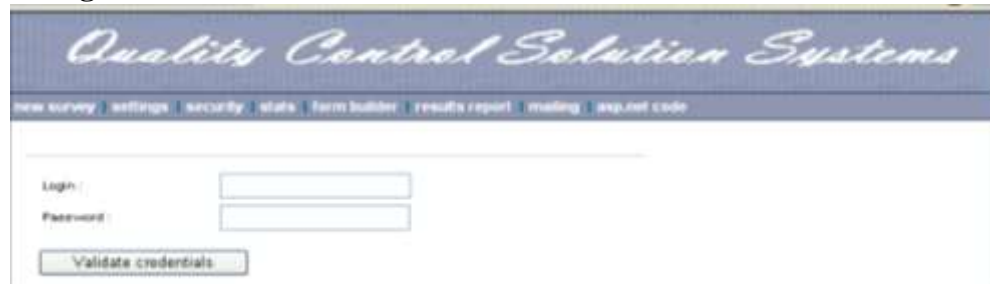 Quality Control Solution Systems
new survey | settings | security | stats | form builder | results report | mailing | asp.net code
Login :
Password :
Validate credentials